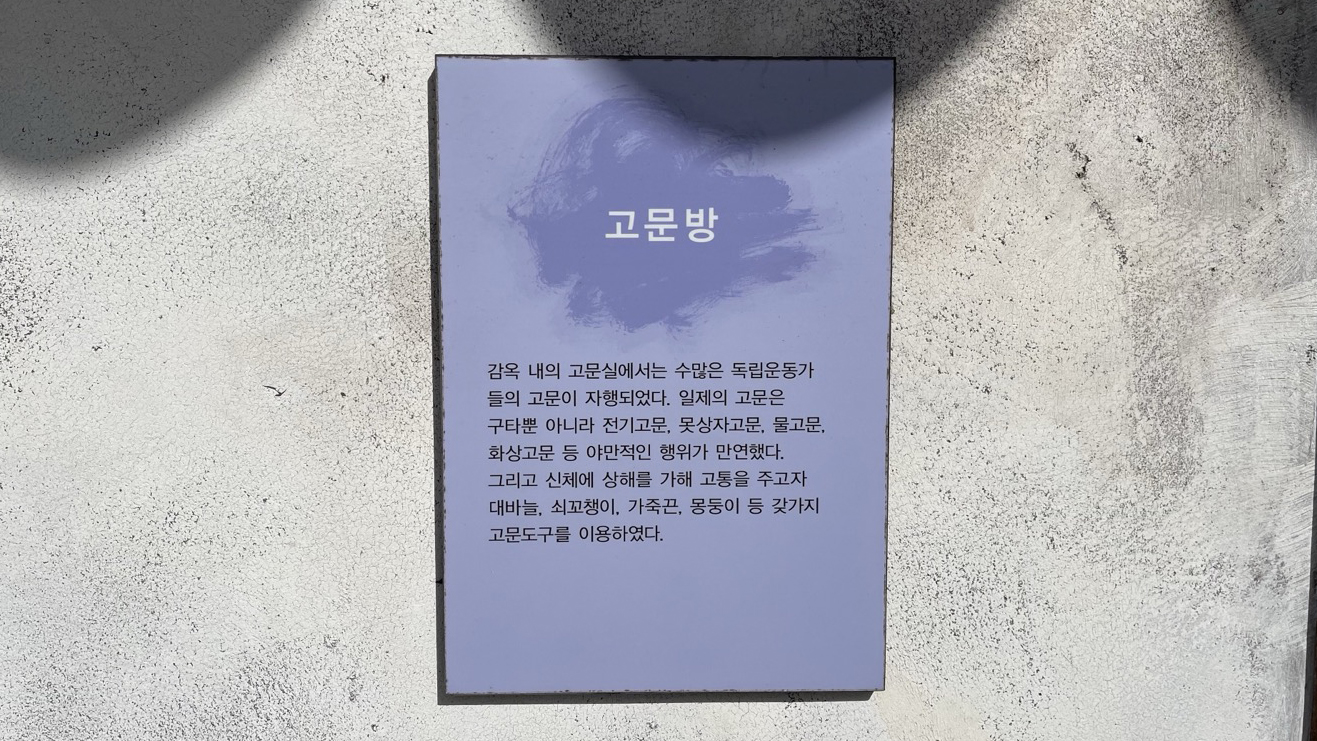 고문방
감옥 내의 고문실에서는 수많은 독립운동가
들의 고문이 자행되었다. 일제의 고문은
구타뿐 아니라 전기고문, 못상자고문, 물고문,
화상고문 등 야만적인 행위가 만연했다.
그리고 신체에 상해를 가해 고통을 주고자
대바늘, 쇠꼬챙이, 가죽끈, 몽둥이 등 갖가지
고문도구를 이용하였다.